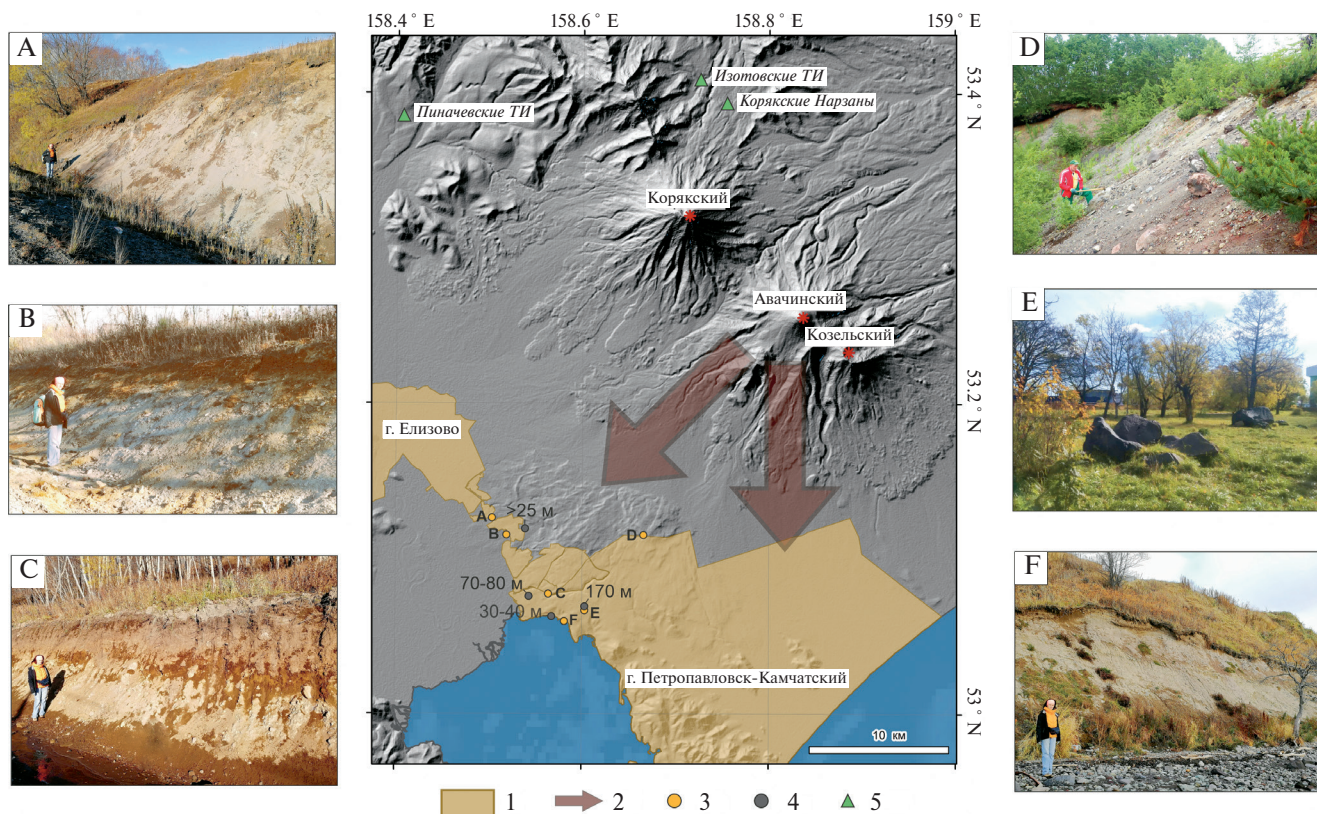 158.4° E
158.6° E
158.8° E
159° E
A
B
C
D
E
F
Изотовские ТИ
Корякские Нарзаны
Пиначевские ТИ
53.4° N
Корякский
Авачинский
Козельский
53.2° N
г. Елизово
>25 м
A
B
D
70-80 м
C
170 м
30-40 м
F
E
г. Петропавловск-Камчатский
53° N
10 км
1
2
3
4
5